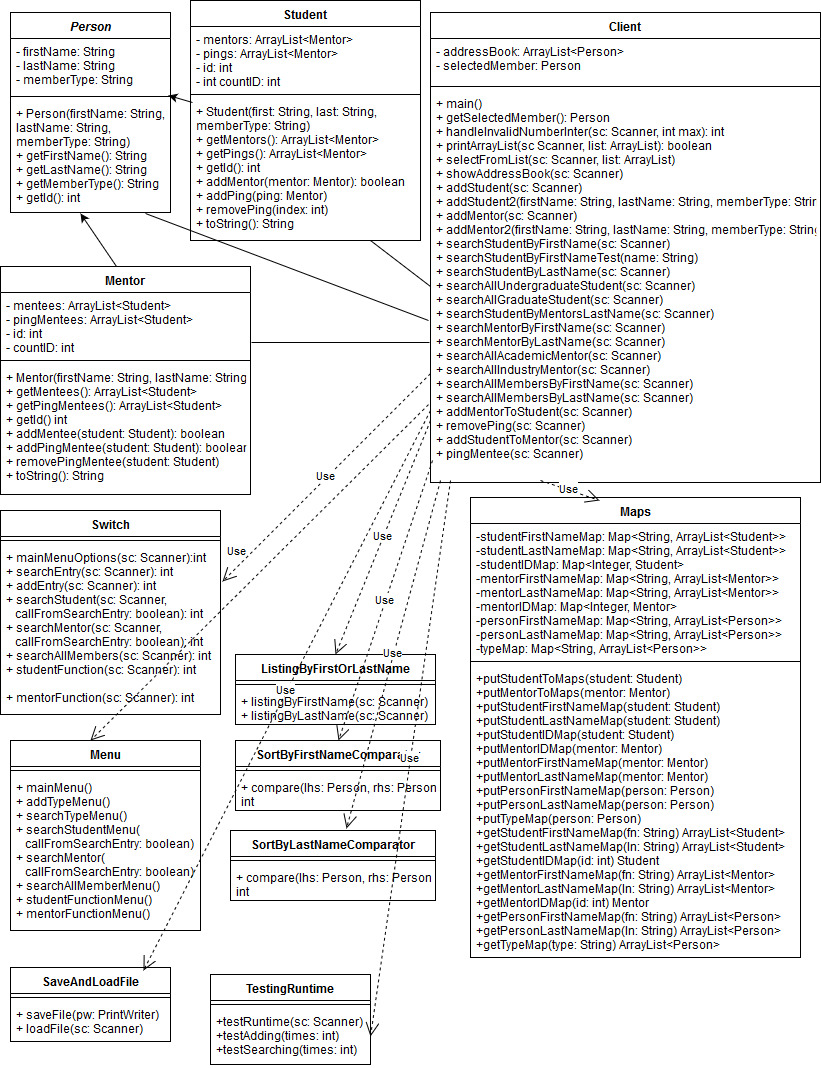 Person
- firstName: String
- lastName: String
- memberType: String
+ Person(firstName: String,
lastName: String,
memberType: String)
+ getFirstName(): String
+ getLastName(): String
+ getMemberType(): String
+ getId(): int
Student
- mentors: ArrayList<Mentor>
- pings: ArrayList<Mentor>
- id: int
- int countID: int
+ Student(first: String, last: String,
memberType: String)
+ getMentors(): ArrayList<Mentor>
+ getPings(): ArrayList<Mentor>
+ getId(): int
+ addMentor(mentor: Mentor): boolean
+ addPing(ping: Mentor)
+ removePing(index: int)
+ toString(): String
Client
- addressBook: ArrayList<Person>
- selectedMember: Person
+ main()
+ getSelectedMember(): Person
+ handleInvalidNumberInter(sc: Scanner, int max): int
+ printArrayList(sc Scanner, list: ArrayList): boolean
+ selectFromList(sc: Scanner, list: ArrayList)
+ showAddressBook(sc: Scanner)
+ addStudent(sc: Scanner)
+ addStudent2(firstName: String, lastName: String, memberType: Strin
+ addMentor(sc: Scanner)
+ addMentor2(firstName: String, lastName: String, memberType: String
+ searchStudentByFirstName(sc: Scanner)
+ searchStudentByFirstNameTest(name: String)
+ searchStudentByLastName(sc: Scanner)
+ searchAllUndergraduateStudent(sc: Scanner)
+ searchAllGraduateStudent(sc: Scanner)
+ searchStudentByMentorsLastName(sc: Scanner)
+ searchMentorByFirstName(sc: Scanner)
+ searchMentorByLastName(sc: Scanner)
+ searchAllAcademicMentor(sc: Scanner)
+ searchAllIndustryMentor(sc: Scanner)
+ searchAllMembersByFirstName(sc: Scanner)
+ searchAllMembersByLastName(sc: Scanner)
+ addMentorToStudent(sc: Scanner)
+ removePing(sc: Scanner)
+ addStudentToMentor(sc: Scanner)
+ pingMentee(sc: Scanner)
Mentor
- mentees: ArrayList<Student>
- pingMentees: ArrayList<Student>
- id: int
- countID: int
+ Mentor(firstName: String, lastName: String
+ getMentees(): ArrayList<Student>
+ getPingMentees(): ArrayList<Student>
+ getId() int
+ addMentee(student: Student): boolean
+ addPingMentee(student: Student): boolean
+ removePingMentee(student: Student)
+ toString(): String
Use
Use
Use
Use
Use
Use
Use
Use
Switch
+ mainMenuOptions(sc: Scanner):int
+ searchEntry(sc: Scanner): int
+ addEntry(sc: Scanner): int
+ searchStudent(sc: Scanner,
callFromSearchEntry: boolean): int
+ searchMentor(sc: Scanner,
callFromSearchEntry: boolean): int
+ searchAllMembers(sc: Scanner): int
+ studentFunction(sc: Scanner): int
+ mentorFunction(sc: Scanner): int
Maps
-studentFirstNameMap: Map<String, ArrayList<Student>>
-studentLastNameMap: Map<String, ArrayList<Student>>
-studentIDMap: Map<Integer, Student>
-mentorFirstNameMap: Map<String, ArrayList<Mentor>>
-mentorLastNameMap: Map<String, ArrayList<Mentor>>
-mentorIDMap: Map<Integer, Mentor>
-personFirstNameMap: Map<String, ArrayList<Person>>
-personLastNameMap: Map<String, ArrayList<Person>>
-typeMap: Map<String, ArrayList<Person>>
+putStudentToMaps(student: Student)
+putMentorToMaps(mentor: Mentor)
+putStudentFirstNameMap(student: Student)
+putStudentLastNameMap(student: Student)
+putStudentIDMap(student: Student)
+putMentorIDMap(mentor: Mentor)
+putMentorFirstNameMap(mentor: Mentor)
+putMentorLastNameMap(mentor: Mentor)
+putPersonFirstNameMap(person: Person)
+putPersonLastNameMap(person: Person)
+putTypeMap(person: Person)
+getStudentFirstNameMap(fn: String) ArrayList<Student>
+getStudentLastNameMap(ln: String) ArrayList<Student>
+getStudentIDMap(id: int) Student
+getMentorFirstNameMap(fn: String) ArrayList<Mentor>
+getMentorLastNameMap(ln: String) ArrayList<Mentor>
+getMentorIDMap(id: int) Mentor
+getPersonFirstNameMap(fn: String) ArrayList<Person>
+getPersonLastNameMap(ln: String) ArrayList<Person>
+getTypeMap(type: String) ArrayList<Person>
ListingByFirstOrLastName
+ listingByFirstName(sc: Scanner)
+ listingByLastName(sc: Scanner)
SortByFirstNameCompara
+ compare(lhs: Person, rhs: Person
int
SortByLastNameComparator
+ compare(lhs: Person, rhs: Person
int
Menu
+ mainMenu()
+ addTypeMenu()
+ searchTypeMenu()
+ searchStudentMenu(
callFromSearchEntry: boolean)
+ searchMentor(
callFromSearchEntry: boolean)
+ searchAllMemberMenu()
+ studentFunctionMenu()
+ mentorFunctionMenu()
SaveAndLoadFile
+ saveFile(pw: PrintWriter)
+ loadFile(sc: Scanner)
TestingRuntime
+testRuntime(sc: Scanner)
+testAdding(times: int)
+testSearching(times: int)